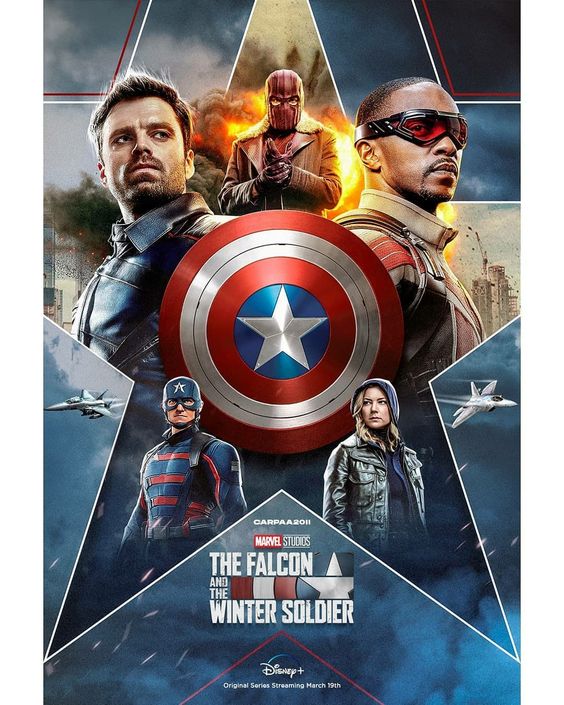 CARPAA2011
MARVEL STUDIOS
THE FALCON
AND
THE
WINTER SOLDIER
Disney+
Original Series Streaming March 19th